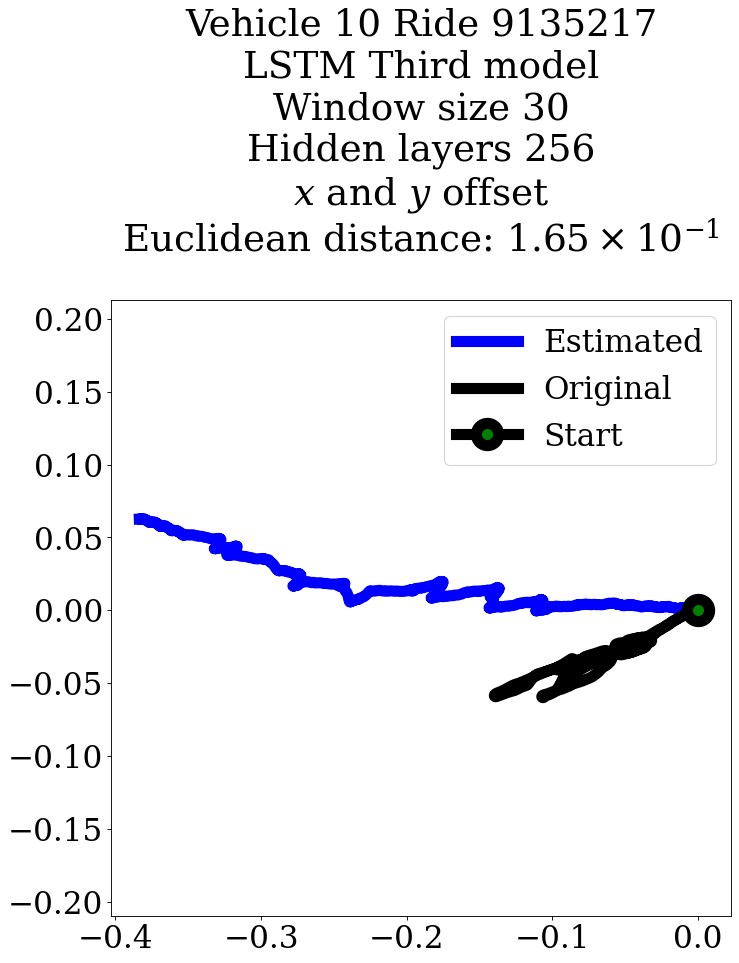 Vehicle 10 Ride 9135217
LSTM Third model
Window size 30
Hidden layers 256
x and y offset
Euclidean distance: 1.65 × 10⁻¹
Estimated
Original
Start
0.20
0.15
0.10
0.05
0.00
−0.05
−0.10
−0.15
−0.20
−0.4 −0.3 −0.2 −0.1 0.0